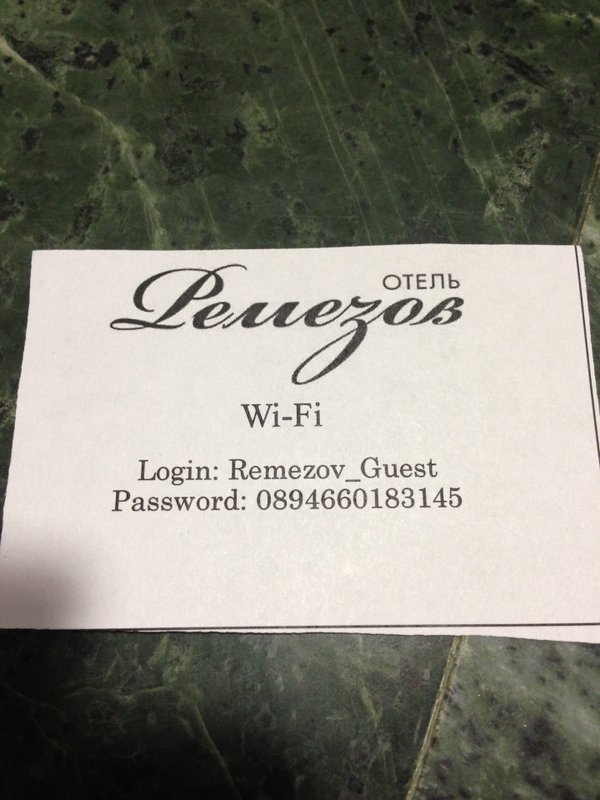 ОТЕЛЬ
Ремезов
Wi-Fi
Login: Remezov_Guest
Password: 0894660183145